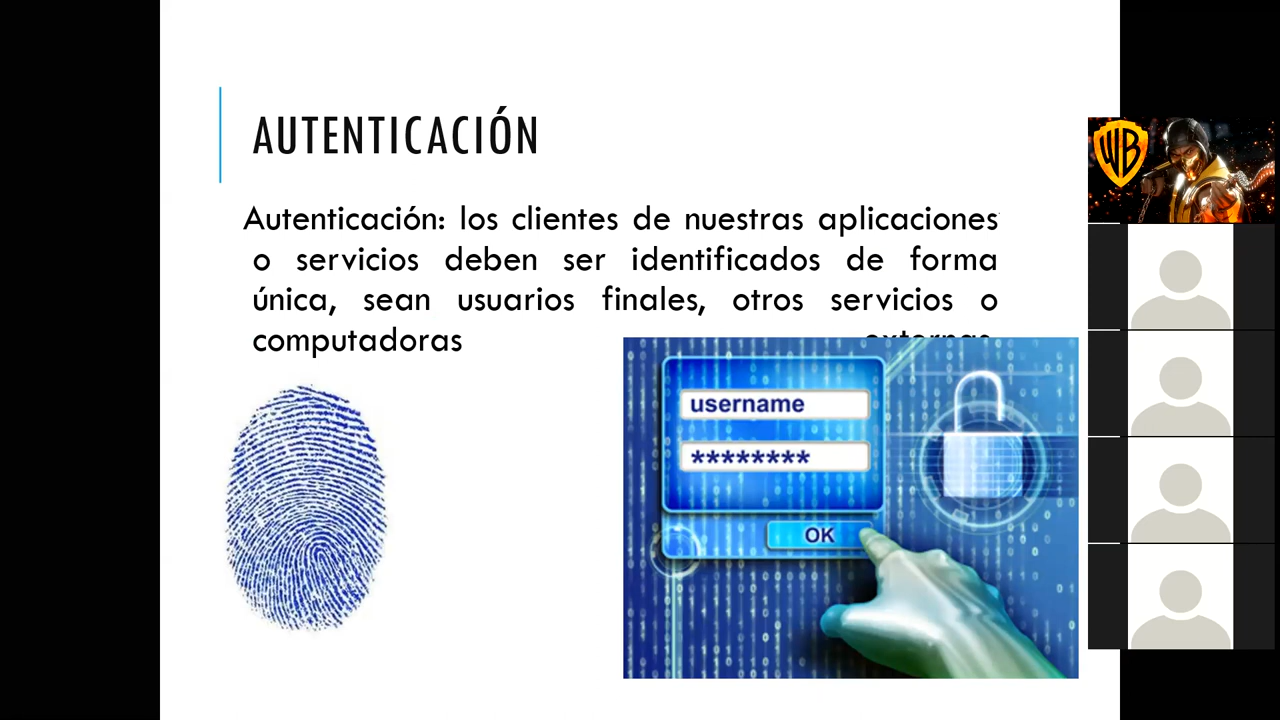 AUTENTICACIÓN
Autenticación: los clientes de nuestras aplicaciones
o servicios deben ser identificados de forma
única, sean usuarios finales, otros servicios o
computadoras externas.
username
********
OK
WB